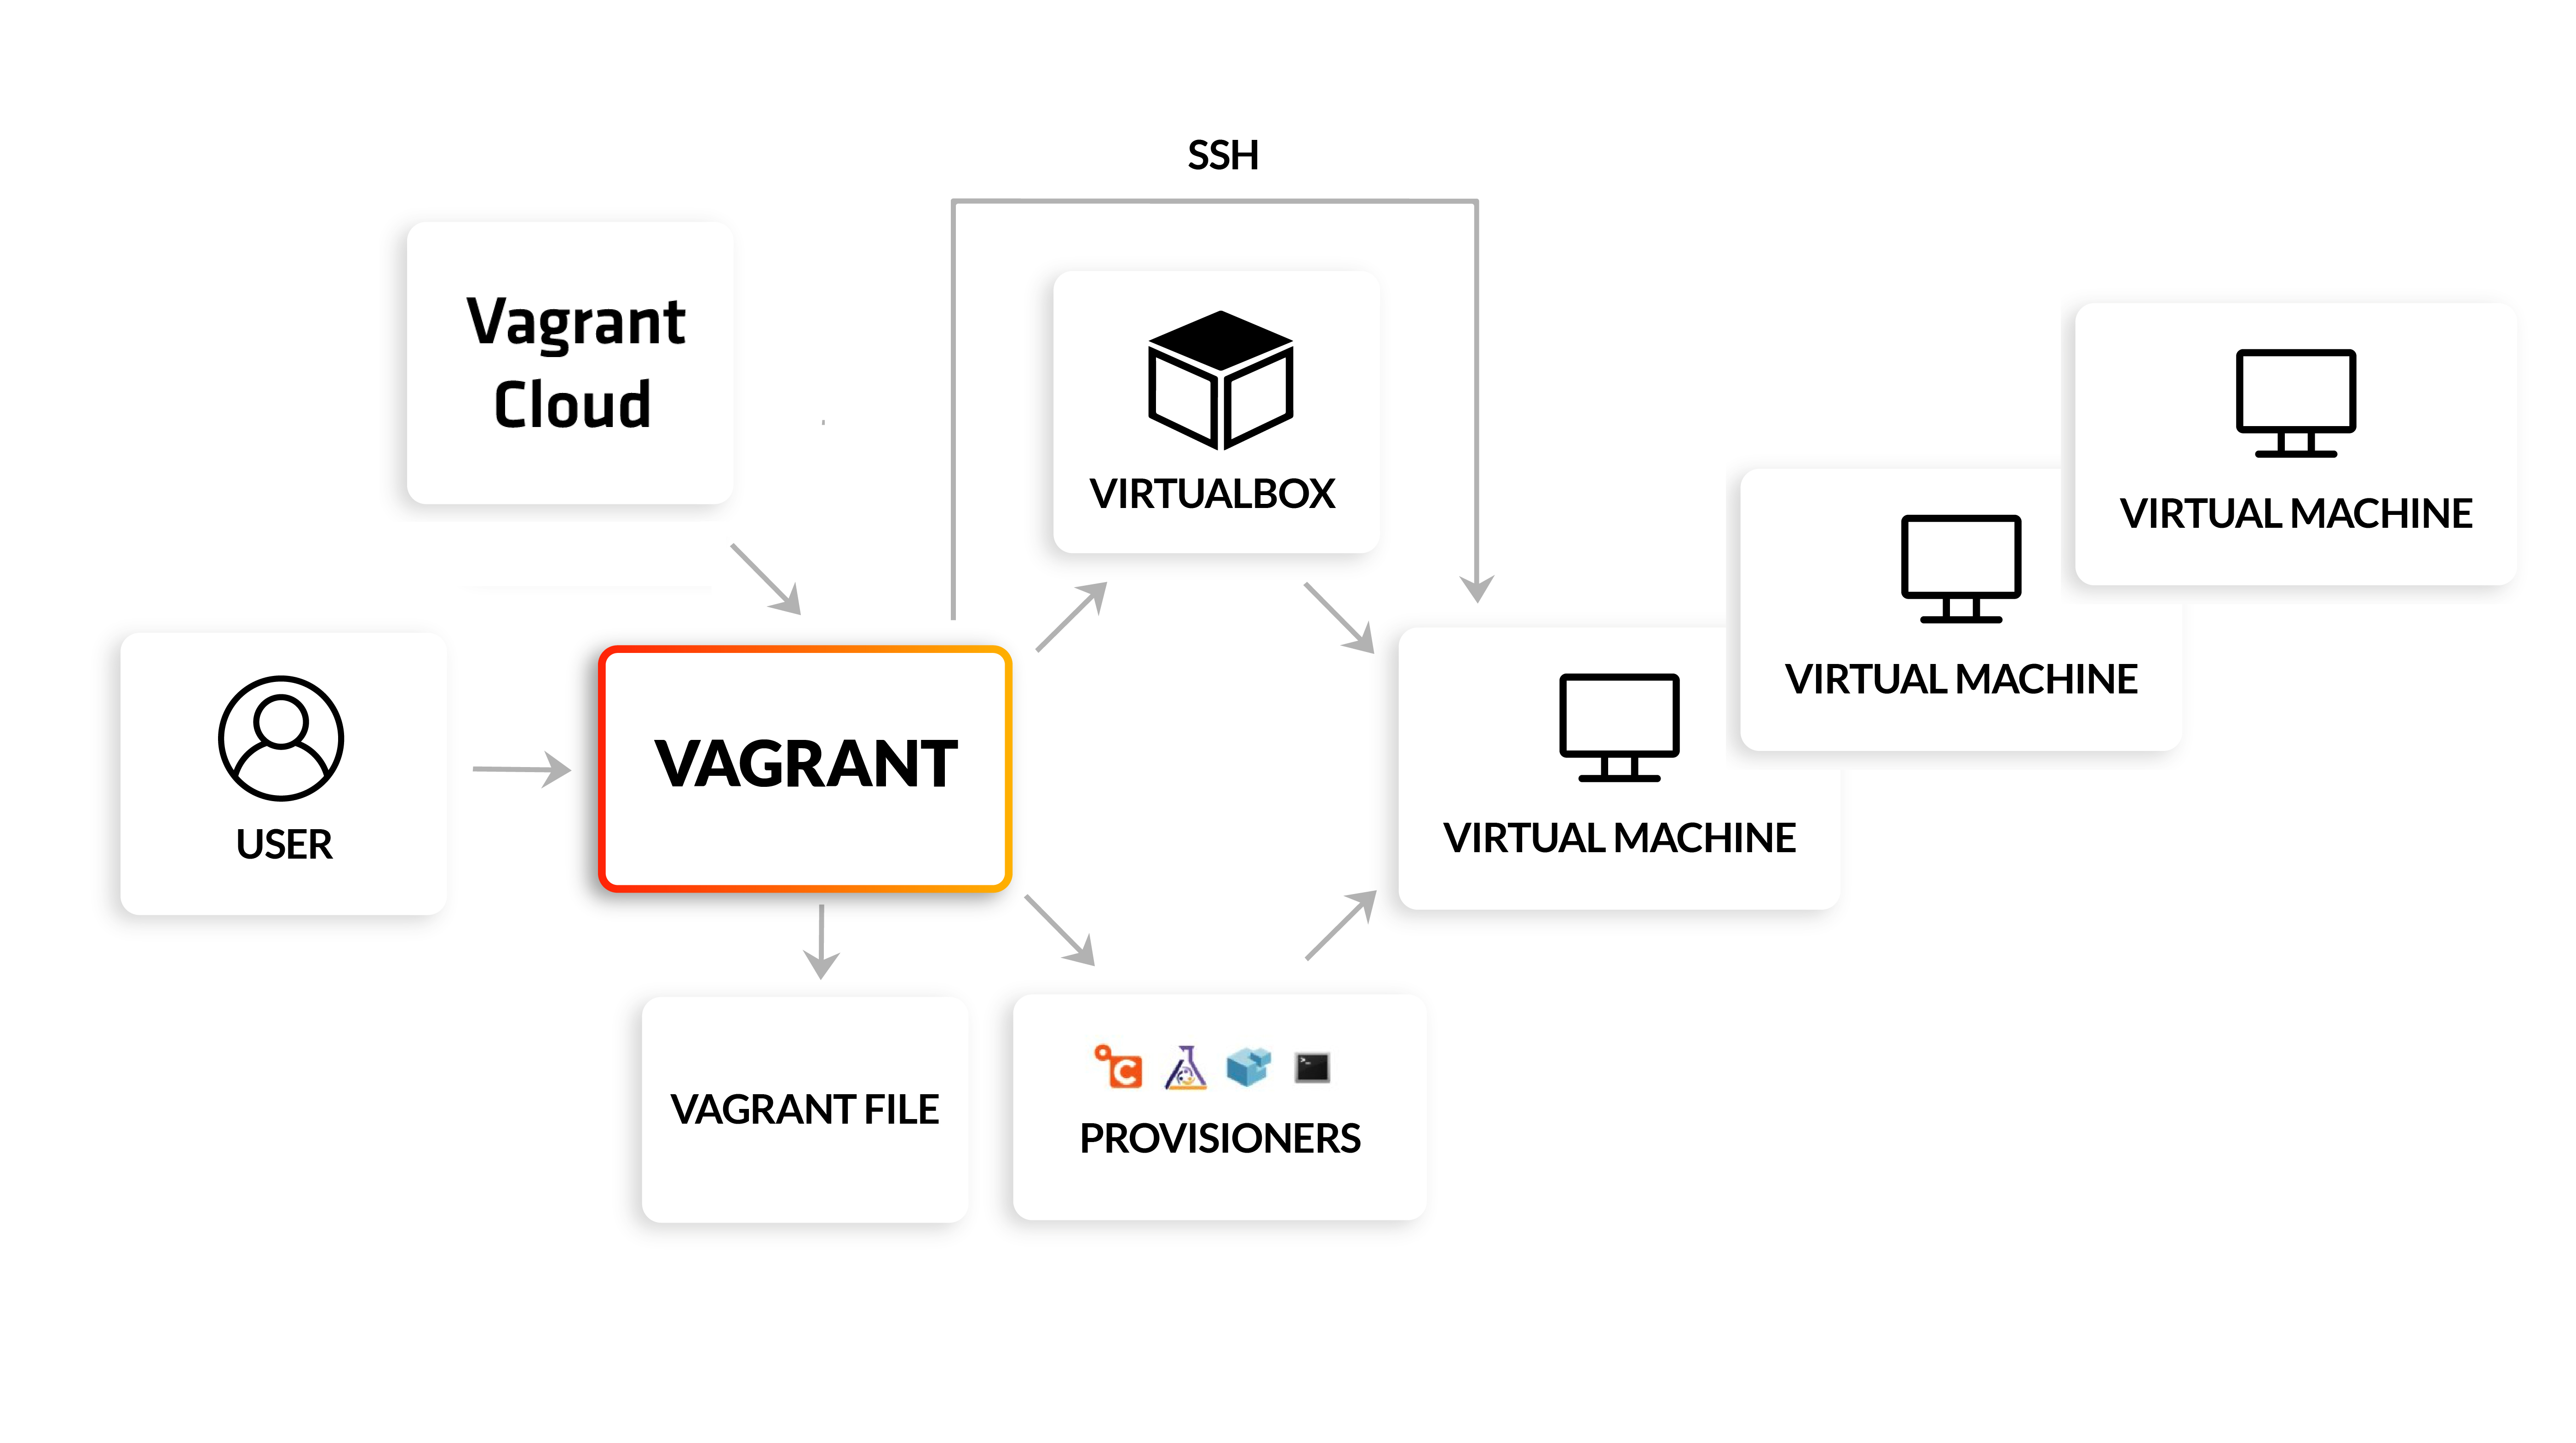 SSH
Vagrant
Cloud
VIRTUALBOX
VIRTUAL MACHINE
VIRTUAL MACHINE
VIRTUAL MACHINE
USER
VAGRANT
VAGRANT FILE
C
>_
PROVISIONERS